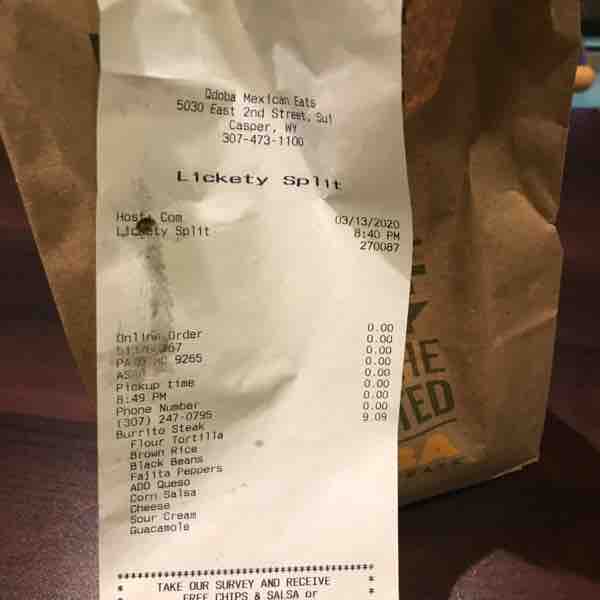 Qdoba Mexican Eats
5030 East 2nd Street, Sui
Casper, WY
307-473-1100
Lickety Split
Host: Com 03/13/2020
Lickety Split 8:40 PM
270087
Online Order 0.00
0.00
9265 0.00
0.00
Pickup time 0.00
8:49 PM 0.00
Phone Number 0.00
(307) 247-0795 0.00
Burrito Steak 9.09
Flour Tortilla
Brown Rice
Black Beans
Fajita Peppers
ADD Queso
Corn Salsa
Cheese
Sour Cream
Guacamole
* TAKE OUR SURVEY AND RECEIVE *
* FREE CHIPS & SALSA or *
HE
TED